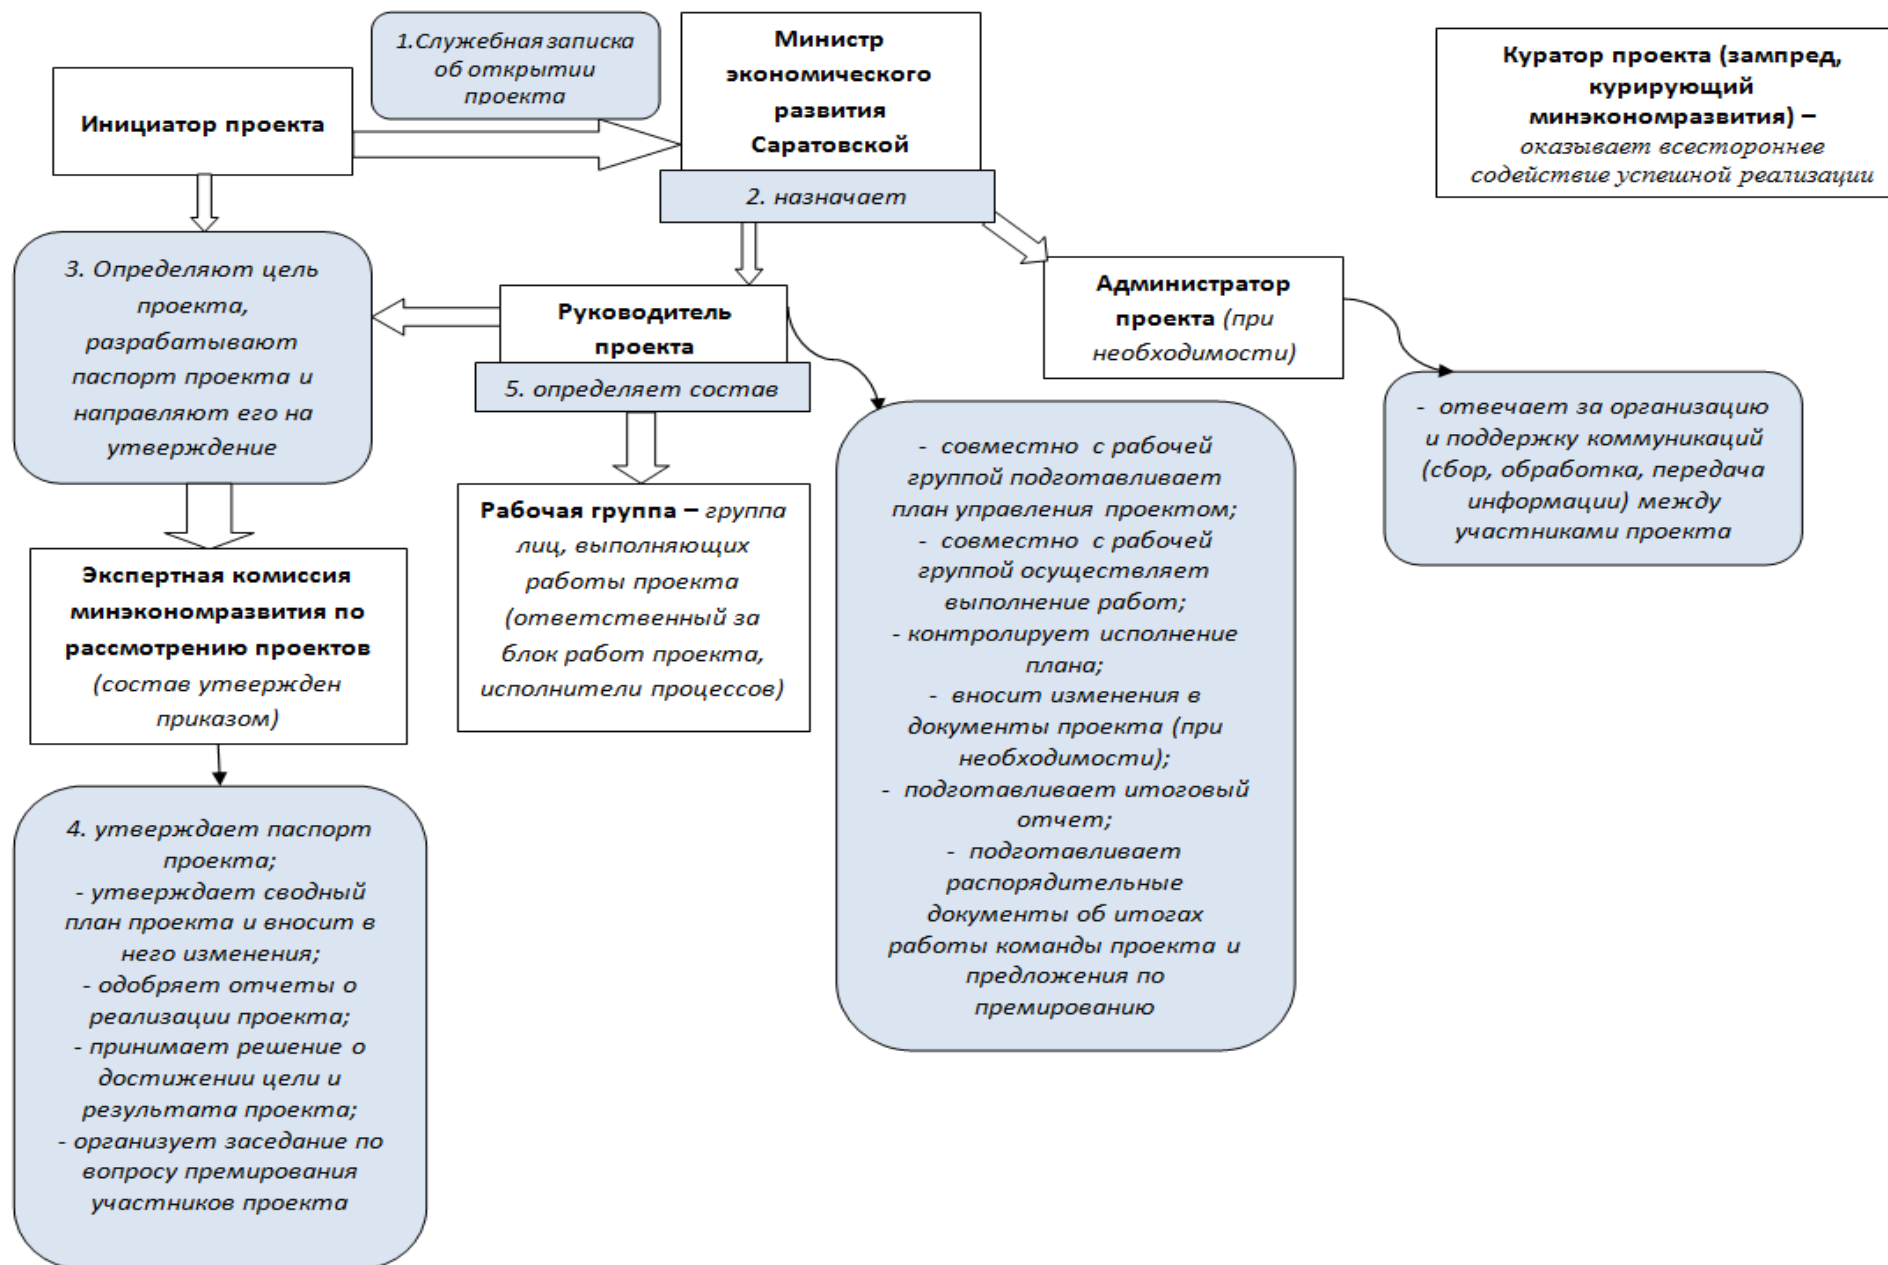 1.Служебная записка
об открытии
проекта
Министр
экономического
развития
Саратовской
Куратор проекта (зампред,
курирующий
минэкономразвития) –
оказывает всестороннее
содействие успешной реализации
Инициатор проекта
2. назначает
3. Определяют цель
проекта,
разрабатывают
паспорт проекта и
направляют его на
утверждение
Руководитель
проекта
5. определяет состав
Администратор
проекта (при
необходимости)
- отвечает за организацию
и поддержку коммуникаций
(сбор, обработка, передача
информации) между
участниками проекта
Рабочая группа – группа
лиц, выполняющих
работы проекта
(ответственный за
блок работ проекта,
исполнители процессов)
- совместно с рабочей
группой подготавливает
план управления проектом;
- совместно с рабочей
группой осуществляет
выполнение работ;
- контролирует исполнение
плана;
- вносит изменения в
документы проекта (при
необходимости);
- подготавливает итоговый
отчет;
- подготавливает
распорядительные
документы об итогах
работы команды проекта и
предложения по
премированию
Экспертная комиссия
минэкономразвития по
рассмотрению проектов
(состав утвержден
приказом)
4. утверждает паспорт
проекта;
- утверждает сводный
план проекта и вносит в
него изменения;
- одобряет отчеты о
реализации проекта;
- принимает решение о
достижении цели и
результата проекта;
- организует заседание по
вопросу премирования
участников проекта